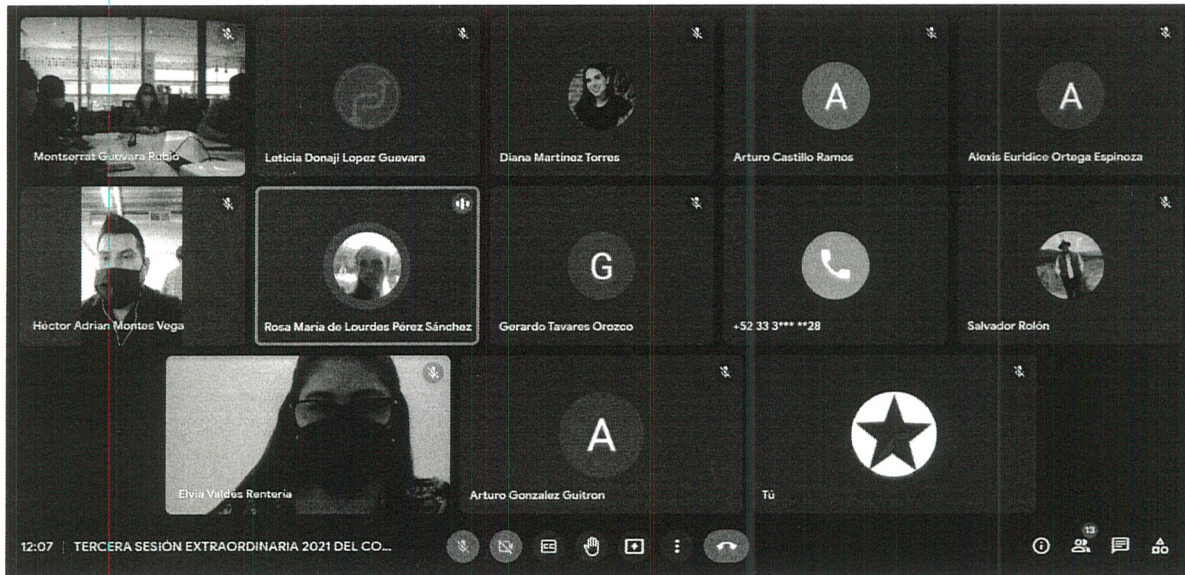 Montserrat Guevara Rubio
Leticia Donaji Lopez Guevara
Diana Martínez Torres
A
Arturo Castillo Ramos
A
Alexis Euridice Ortega Espinoza
Héctor Adrian Montes Vega
Rosa María de Lourdes Pérez Sánchez
G
Gerardo Tavares Orozco
+52 33 3*** **28
Salvador Rolón
Elvia Valdes Rentería
A
Arturo Gonzalez Guitron
Tú
12:07 | TERCERA SESIÓN EXTRAORDINARIA 2021 DEL CO...
CC
13